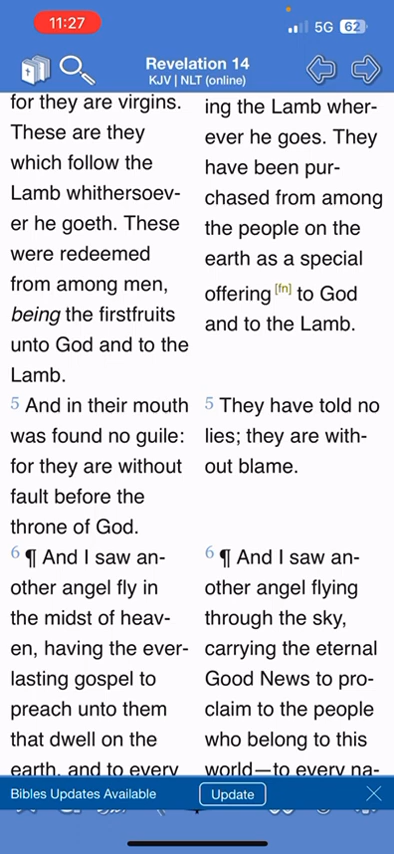 11:27
5G 62
Revelation 14
KJV | NLT (online)
for they are virgins.
These are they
which follow the
Lamb whithersoev-
er he goeth. These
were redeemed
from among men,
being the firstfruits
unto God and to the
Lamb.
5 And in their mouth
was found no guile:
for they are without
fault before the
throne of God.
6 ¶ And I saw an-
other angel fly in
the midst of heav-
en, having the ever-
lasting gospel to
preach unto them
that dwell on the
earth, and to every
ing the Lamb wher-
ever he goes. They
have been pur-
chased from among
the people on the
earth as a special
offering [fn] to God
and to the Lamb.
5 They have told no
lies; they are with-
out blame.
6 ¶ And I saw an-
other angel flying
through the sky,
carrying the eternal
Good News to pro-
claim to the people
who belong to this
world—to every na-
Bibles Updates Available
Update